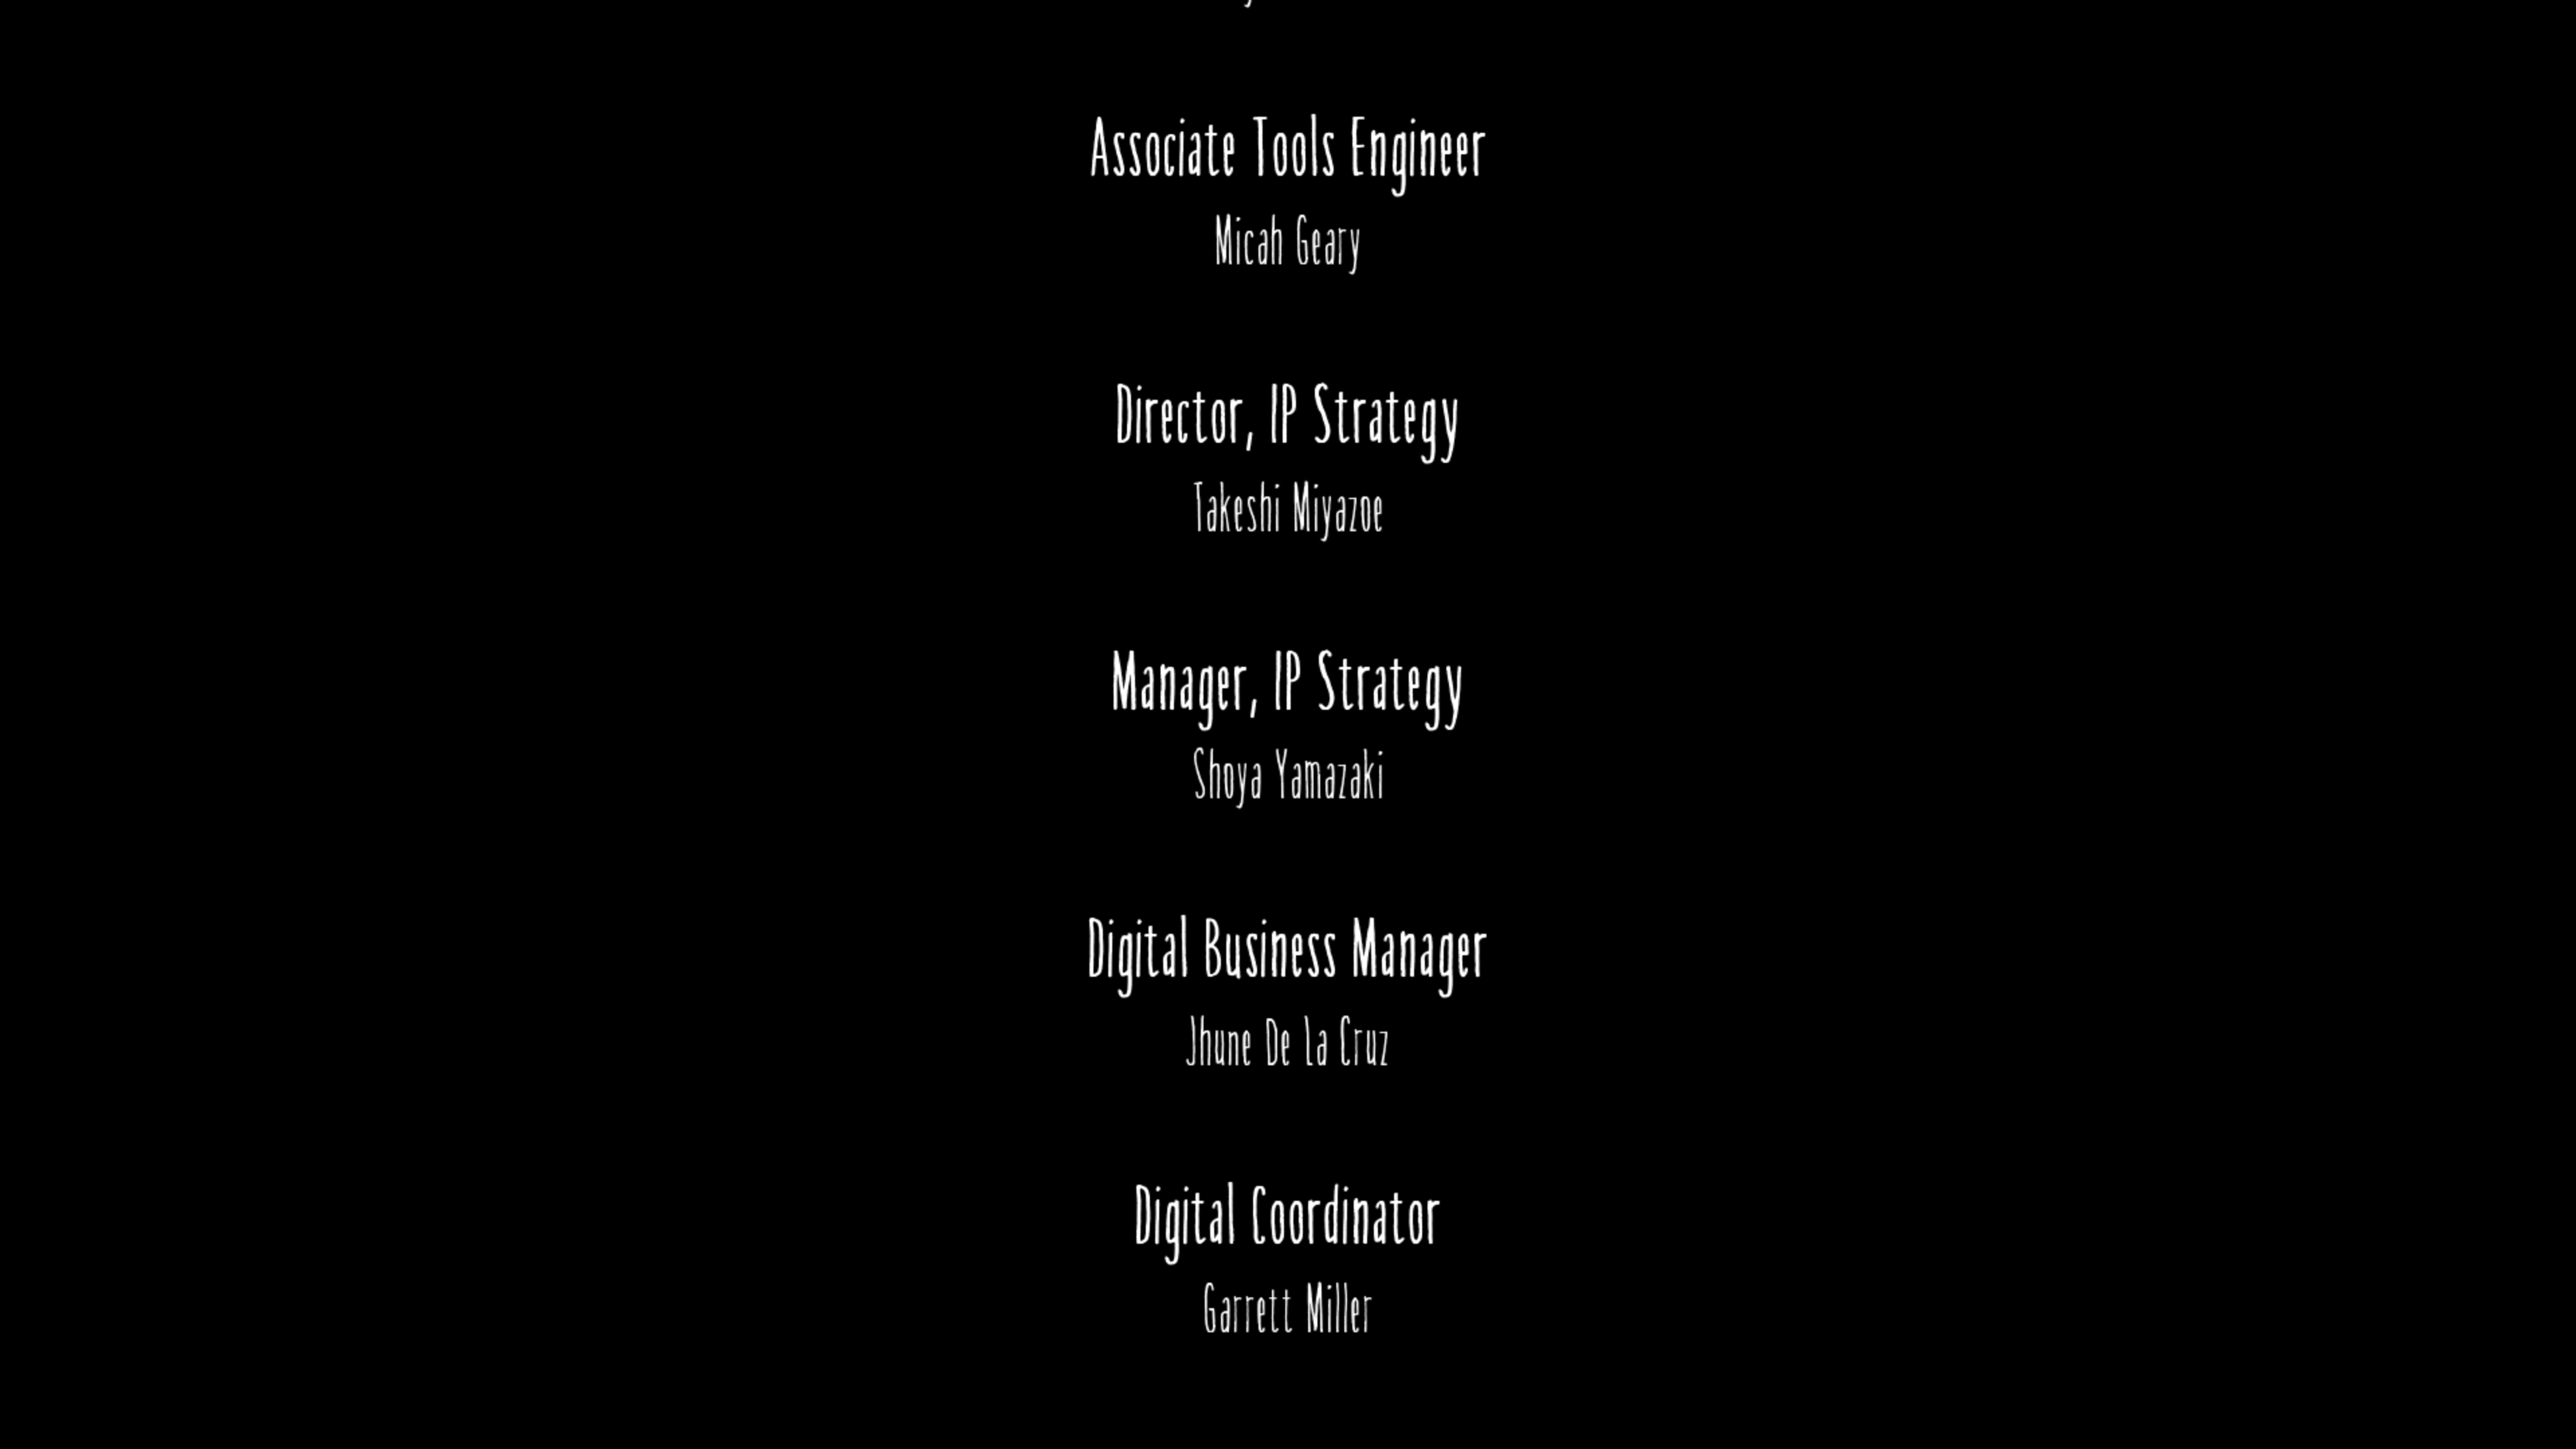 Associate Tools Engineer
Micah Geary
Director, IP Strategy
Takeshi Miyazoe
Manager, IP Strategy
Shoya Yamazaki
Digital Business Manager
Jhune De La Cruz
Digital Coordinator
Garrett Miller